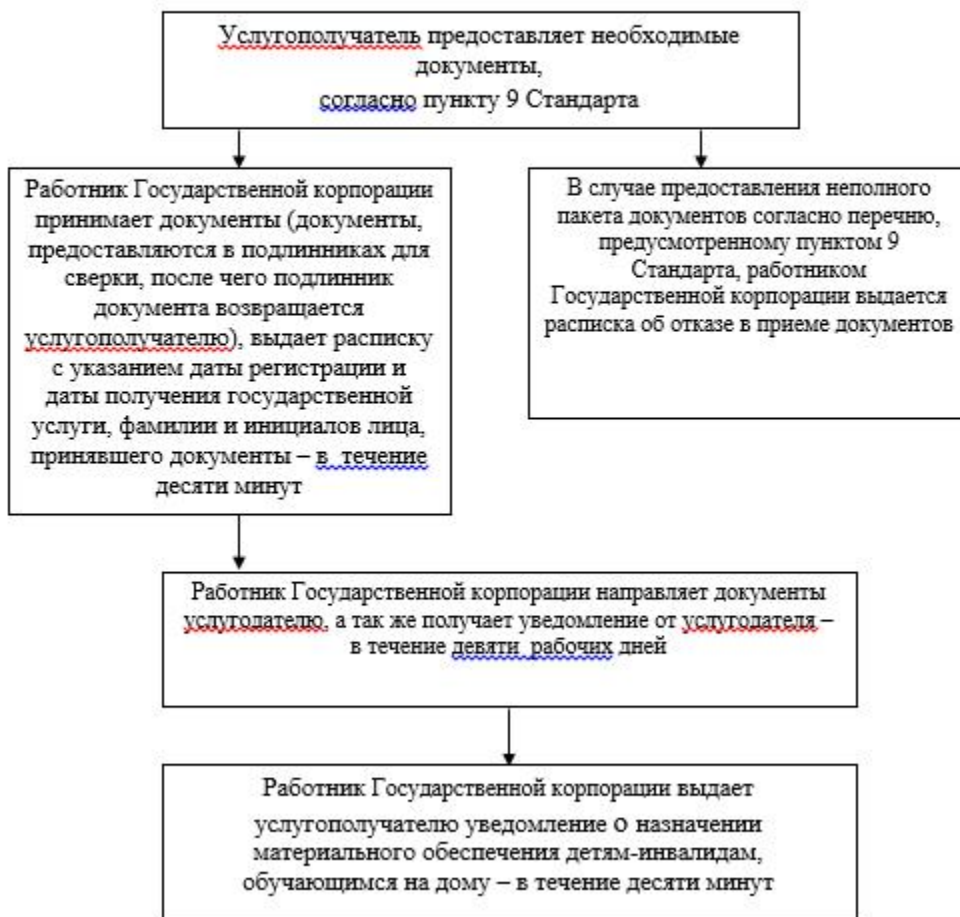 Услугополучатель предоставляет необходимые
документы,
согласно пункту 9 Стандарта
Работник Государственной корпорации
принимает документы (документы,
предоставляются в подлинниках для
сверки, после чего подлинник
документа возвращается
услугополучателю), выдает расписку
с указанием даты регистрации и
даты получения государственной
услуги, фамилии и инициалов лица,
принявшего документы – в  течение
десяти минут
В случае предоставления неполного
пакета документов согласно перечню,
предусмотренному пунктом 9
Стандарта, работником
Государственной корпорации выдается
расписка об отказе в приеме документов
Работник Государственной корпорации направляет документы
услугодателю, а так же получает уведомление от услугодателя –
в течение девяти  рабочих дней
Работник Государственной корпорации выдает
услугополучателю уведомление о назначении
материального обеспечения детям-инвалидам,
обучающимся на дому – в течение десяти минут